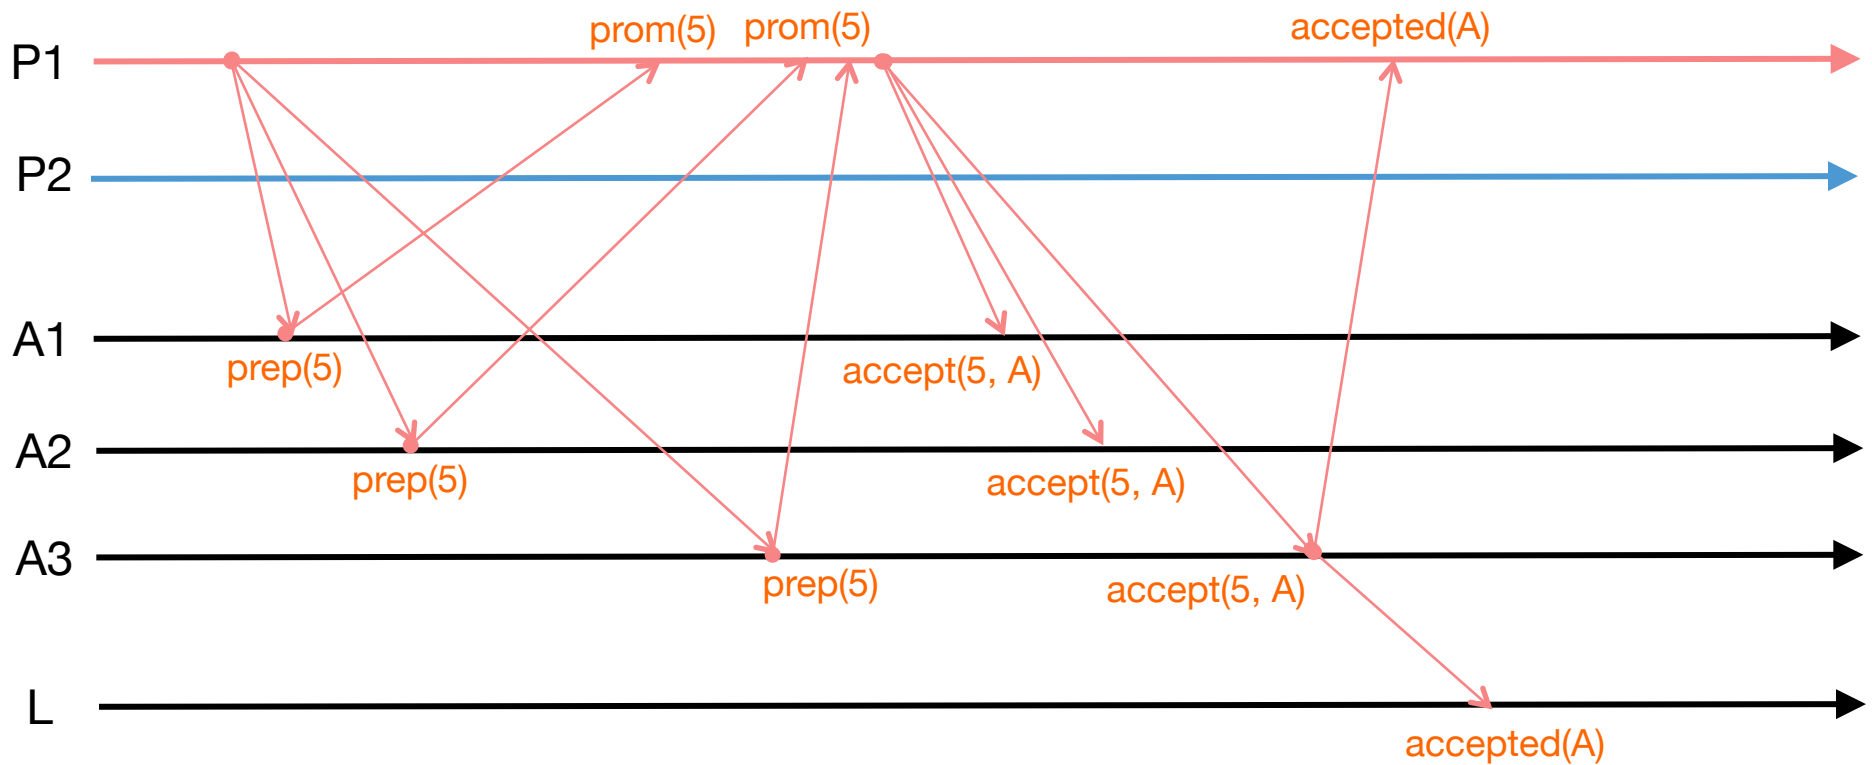 prom(5) prom(5) accepted(A)
P1
P2
A1
prep(5) accept(5, A)
A2
prep(5) accept(5, A)
A3
prep(5) accept(5, A)
L
accepted(A)